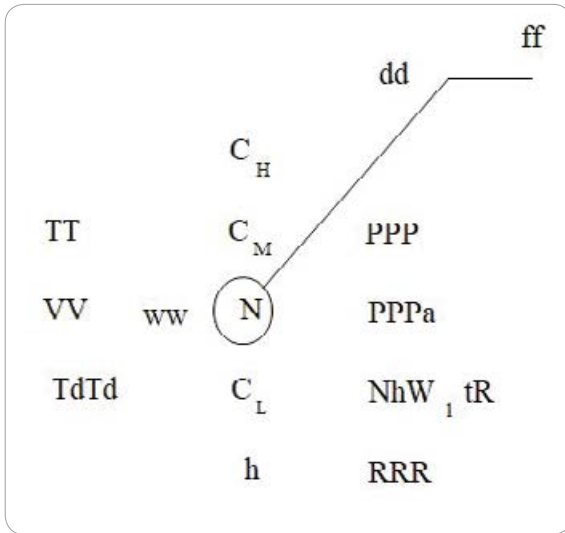 ff
dd
C H
TT C M PPP
VV ww N PPPa
TdTd C L NhW 1 tR
h RRR